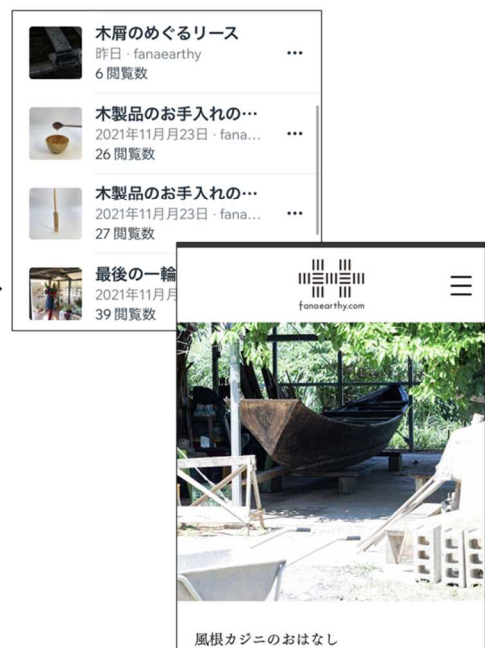 木屑のめぐるリース
昨日 · fanaearthy
6 閲覧数
木製品のお手入れの…
2021年11月月23日 · fana…
26 閲覧数
木製品のお手入れの…
2021年11月月23日 · fana…
27 閲覧数
最後の一輪
2021年11月月
39 閲覧数
fanaearthy.com
風根カジニのおはなし